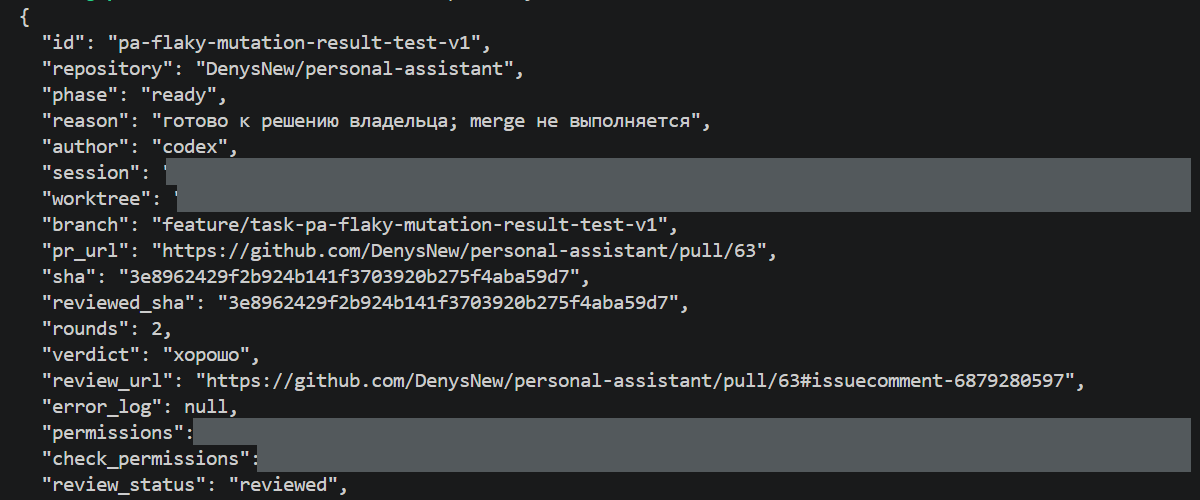 {
"id": "pa-flaky-mutation-result-test-v1",
"repository": "DenysNew/personal-assistant",
"phase": "ready",
"reason": "готово к решению владельца; merge не выполняется",
"author": "codex",
"session": "
"worktree": "
"branch": "feature/task-pa-flaky-mutation-result-test-v1",
"pr_url": "https://github.com/DenysNew/personal-assistant/pull/63",
"sha": "3e8962429f2b924b141f3703920b275f4aba59d7",
"reviewed_sha": "3e8962429f2b924b141f3703920b275f4aba59d7",
"rounds": 2,
"verdict": "хорошо",
"review_url": "https://github.com/DenysNew/personal-assistant/pull/63#issuecomment-6879280597",
"error_log": null,
"permissions":
"check_permissions":
"review_status": "reviewed",